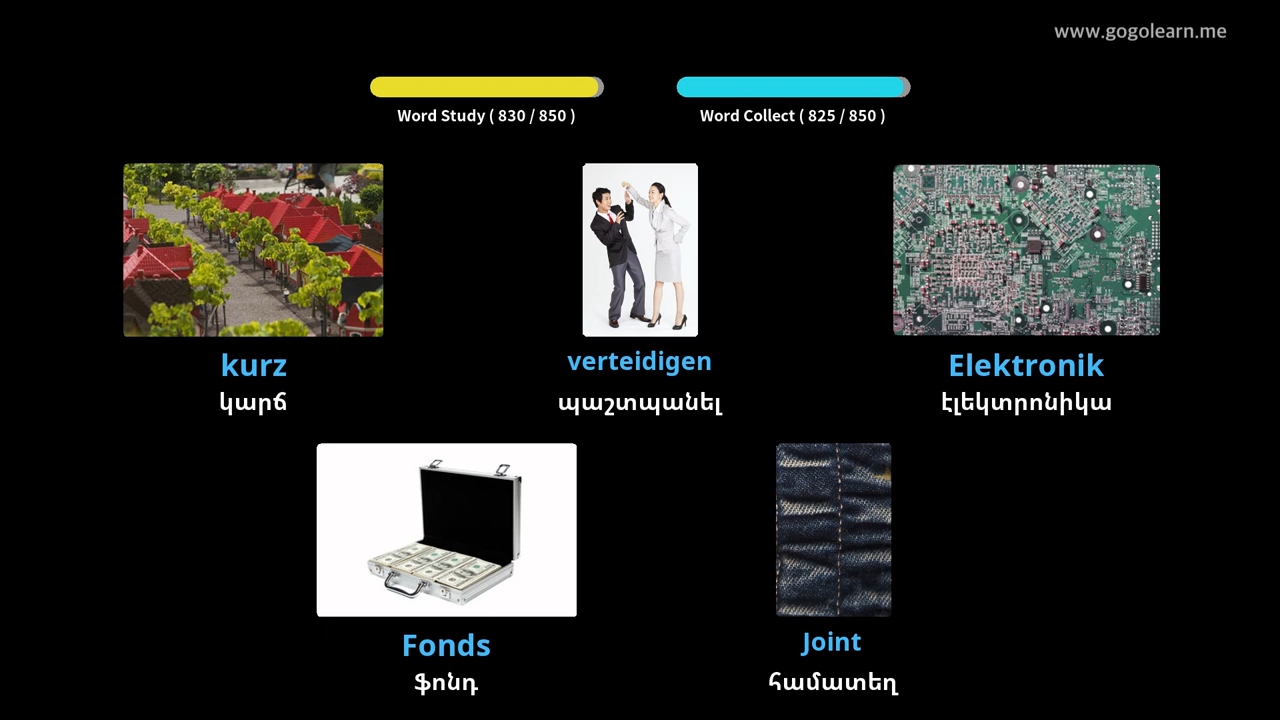 www.gogolearn.me
Word Study ( 830 / 850 )
Word Collect ( 825 / 850 )
kurz
կարճ
verteidigen
պաշտպանել
Elektronik
էլեկտրոնիկա
Fonds
ֆոնդ
Joint
համատեղ